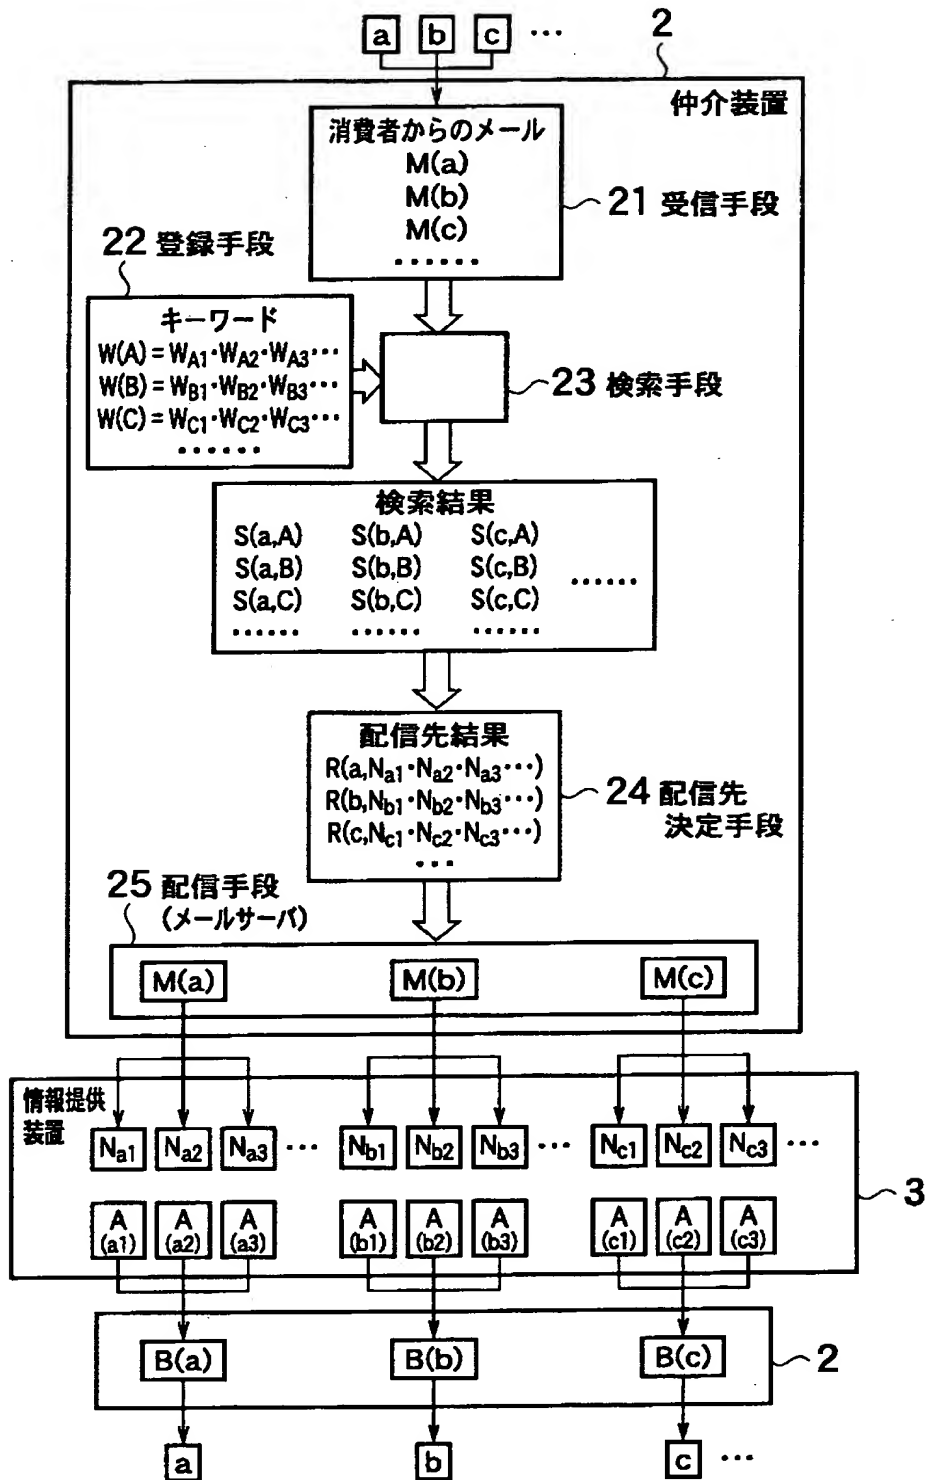 a b c …
2
仲介装置
消費者からのメール
M(a)
M(b)
M(c)
……
21 受信手段
22 登録手段
キーワード
W(A)=WA1·WA2·WA3…
W(B)=WB1·WB2·WB3…
W(C)=WC1·WC2·WC3…
……
23 検索手段
検索結果
S(a,A) S(b,A) S(c,A)
S(a,B) S(b,B) S(c,B) ……
S(a,C) S(b,C) S(c,C)
…… …… ……
配信先結果
R(a,Na1·Na2·Na3…)
R(b,Nb1·Nb2·Nb3…)
R(c,Nc1·Nc2·Nc3…)
…
24 配信先
決定手段
25 配信手段
(メールサーバ)
M(a) M(b) M(c)
情報提供
装置
Na1 Na2 Na3 … Nb1 Nb2 Nb3 … Nc1 Nc2 Nc3 …
3
A A A A A A A A A
(a1) (a2) (a3) (b1) (b2) (b3) (c1) (c2) (c3)
B(a) B(b) B(c)
2
a b c …